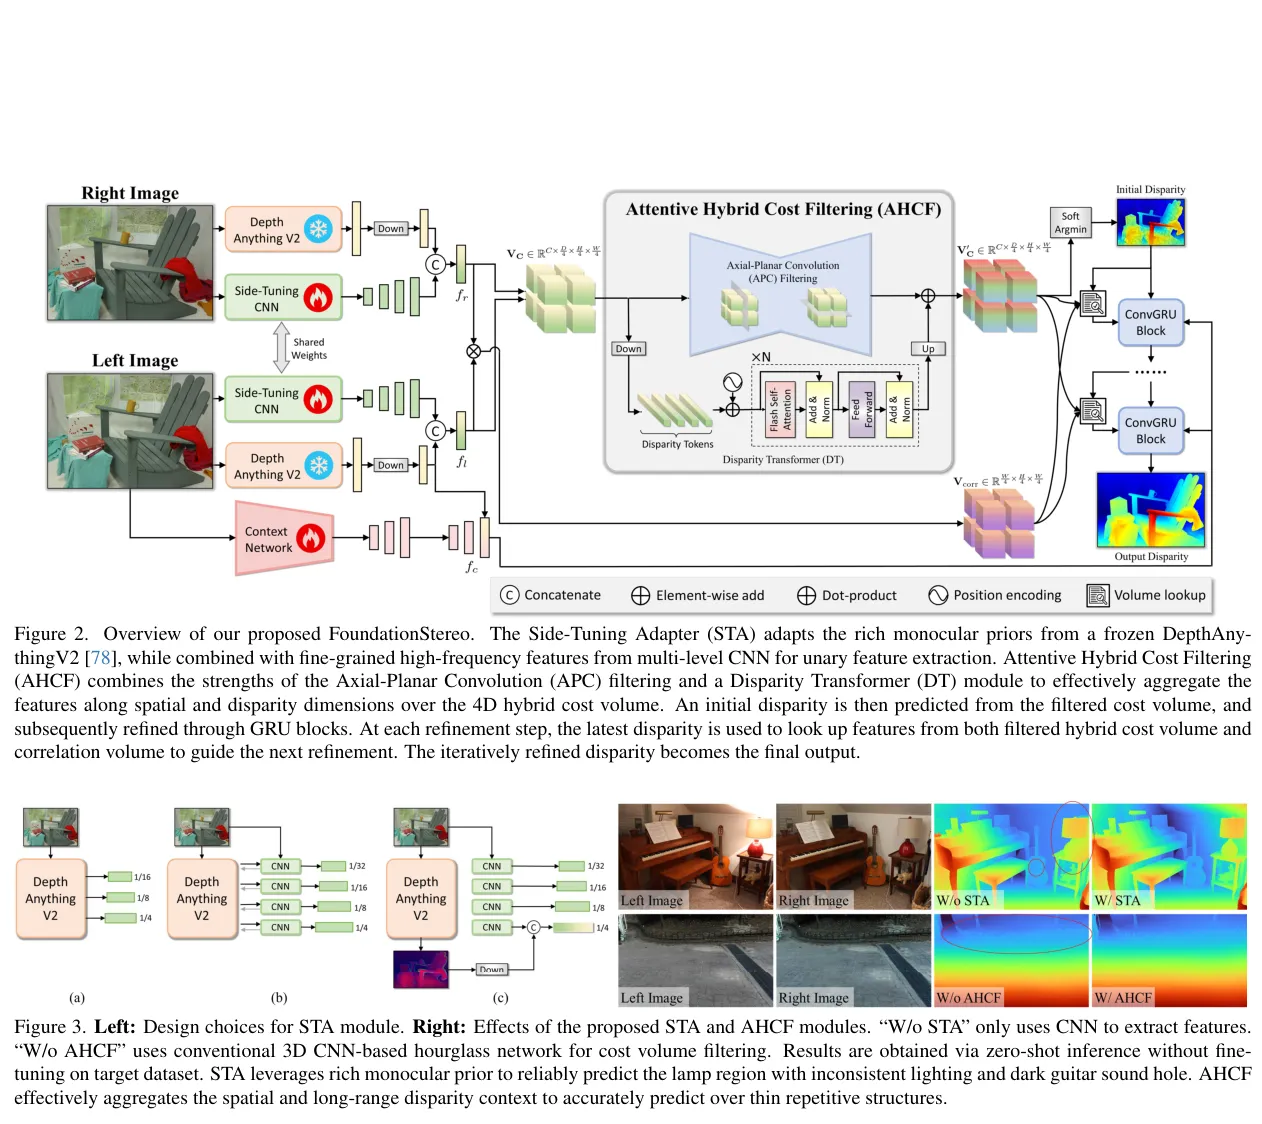 Right Image
Depth
Anything V2
Down
Side-Tuning
CNN
C
f_r
Shared
Weights
Left Image
Side-Tuning
CNN
C
Depth
Anything V2
Down
f_l
Context
Network
f_c
V_C ∈ ℝ^{C×D/4×H/4×W/4}
Attentive Hybrid Cost Filtering (AHCF)
Axial-Planar Convolution
(APC) Filtering
Down
×N
Up
Flash Self-
Attention
Add &
Norm
Feed
Forward
Add &
Norm
Disparity Tokens
Disparity Transformer (DT)
V'_C ∈ ℝ^{C×D/4×H/4×W/4}
V_corr ∈ ℝ^{W/4×H/4×W/4}
Soft
Argmin
Initial Disparity
ConvGRU
Block
......
ConvGRU
Block
Output Disparity
C Concatenate
Element-wise add
Dot-product
Position encoding
Volume lookup
Figure 2. Overview of our proposed FoundationStereo. The Side-Tuning Adapter (STA) adapts the rich monocular priors from a frozen DepthAny-
thingV2 [78], while combined with fine-grained high-frequency features from multi-level CNN for unary feature extraction. Attentive Hybrid Cost Filtering
(AHCF) combines the strengths of the Axial-Planar Convolution (APC) filtering and a Disparity Transformer (DT) module to effectively aggregate the
features along spatial and disparity dimensions over the 4D hybrid cost volume. An initial disparity is then predicted from the filtered cost volume, and
subsequently refined through GRU blocks. At each refinement step, the latest disparity is used to look up features from both filtered hybrid cost volume and
correlation volume to guide the next refinement. The iteratively refined disparity becomes the final output.
Depth
Anything
V2
1/16
1/8
1/4
(a)
Depth
Anything
V2
CNN
1/32
CNN
1/16
CNN
1/8
CNN
1/4
(b)
Depth
Anything
V2
CNN
1/32
CNN
1/16
CNN
1/8
CNN
C
1/4
Down
(c)
Left Image
Right Image
W/o STA
W/ STA
Left Image
Right Image
W/o AHCF
W/ AHCF
Figure 3. Left: Design choices for STA module. Right: Effects of the proposed STA and AHCF modules. “W/o STA” only uses CNN to extract features.
“W/o AHCF” uses conventional 3D CNN-based hourglass network for cost volume filtering. Results are obtained via zero-shot inference without fine-
tuning on target dataset. STA leverages rich monocular prior to reliably predict the lamp region with inconsistent lighting and dark guitar sound hole. AHCF
effectively aggregates the spatial and long-range disparity context to accurately predict over thin repetitive structures.